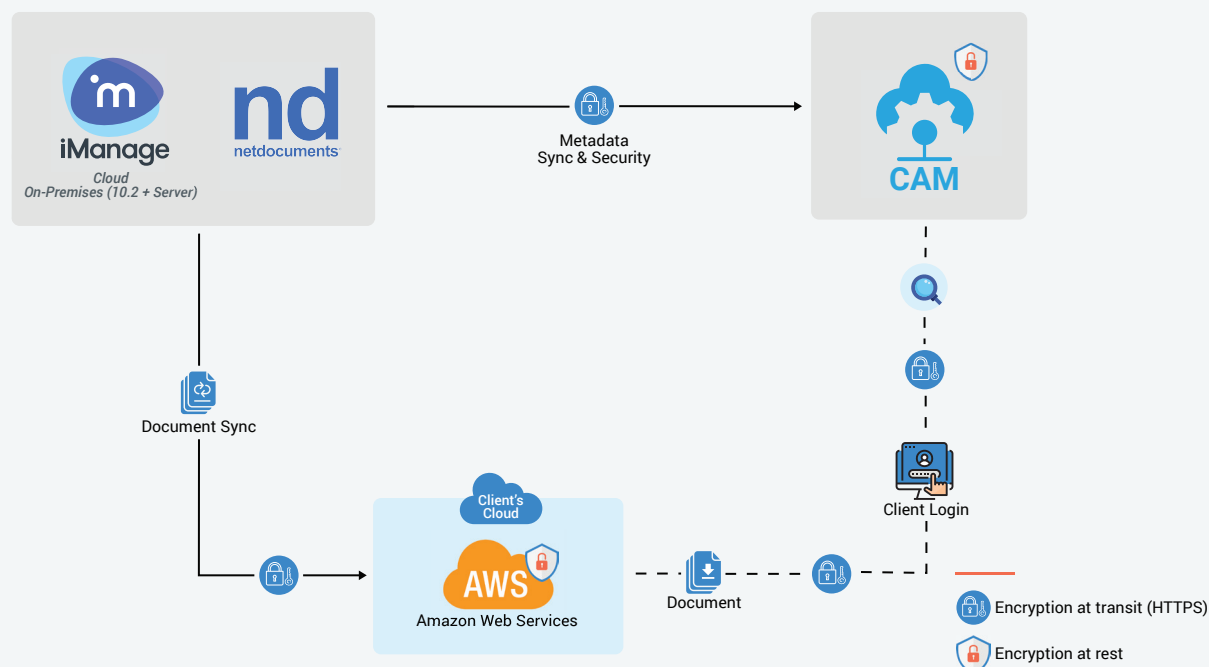 im
iManage
Cloud
On-Premises (10.2 + Server)
nd
netdocuments
Metadata
Sync & Security
CAM
Document Sync
Client's
Cloud
AWS
Amazon Web Services
Document
Client Login
Encryption at transit (HTTPS)
Encryption at rest